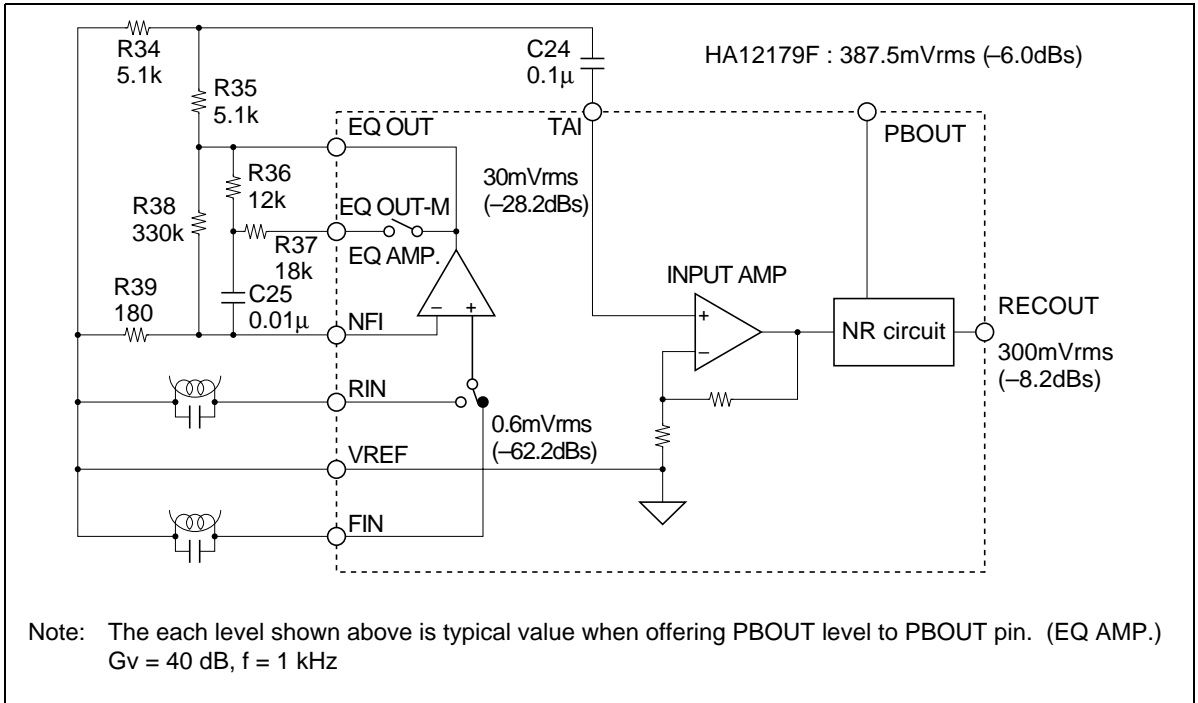 R34
5.1k
C24
0.1μ
HA12179F : 387.5mVrms (–6.0dBs)
R35
5.1k
EQ OUT
TAI
PBOUT
R36
12k
30mVrms
(–28.2dBs)
R38
330k
EQ OUT-M
R37
18k
EQ AMP.
INPUT AMP
R39
180
C25
0.01μ
– +
NFI
+
–
NR circuit
RECOUT
300mVrms
(–8.2dBs)
RIN
0.6mVrms
(–62.2dBs)
VREF
FIN
Note: The each level shown above is typical value when offering PBOUT level to PBOUT pin. (EQ AMP.)
Gv = 40 dB, f = 1 kHz